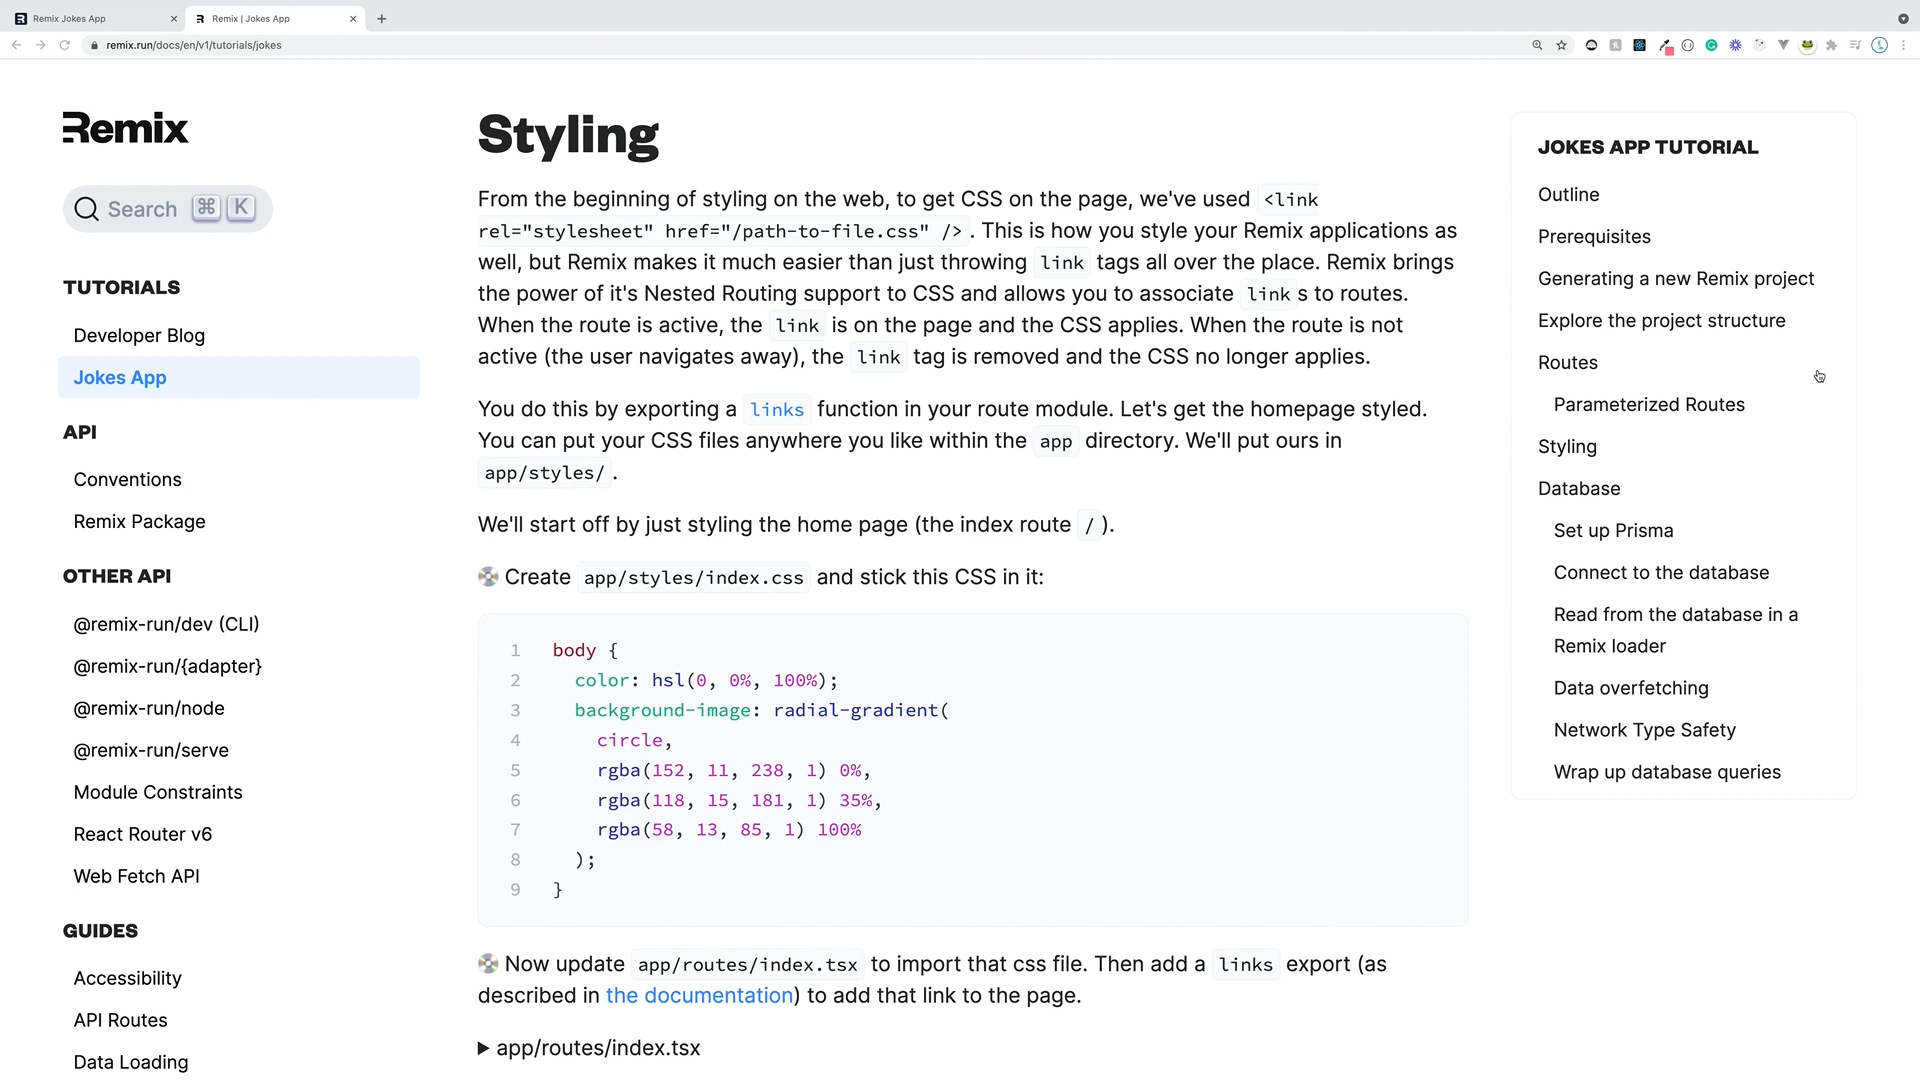 Remix Jokes App
Remix | Jokes App
remix.run/docs/en/v1/tutorials/jokes
Remix
Search ⌘ K
TUTORIALS
Developer Blog
Jokes App
API
Conventions
Remix Package
OTHER API
@remix-run/dev (CLI)
@remix-run/{adapter}
@remix-run/node
@remix-run/serve
Module Constraints
React Router v6
Web Fetch API
GUIDES
Accessibility
API Routes
Data Loading
Styling
From the beginning of styling on the web, to get CSS on the page, we've used <link
rel="stylesheet" href="/path-to-file.css" />. This is how you style your Remix applications as
well, but Remix makes it much easier than just throwing link tags all over the place. Remix brings
the power of it's Nested Routing support to CSS and allows you to associate links to routes.
When the route is active, the link is on the page and the CSS applies. When the route is not
active (the user navigates away), the link tag is removed and the CSS no longer applies.
You do this by exporting a links function in your route module. Let's get the homepage styled.
You can put your CSS files anywhere you like within the app directory. We'll put ours in
app/styles/.
We'll start off by just styling the home page (the index route /).
💿 Create app/styles/index.css and stick this CSS in it:
1 body {
2 color: hsl(0, 0%, 100%);
3 background-image: radial-gradient(
4 circle,
5 rgba(152, 11, 238, 1) 0%,
6 rgba(118, 15, 181, 1) 35%,
7 rgba(58, 13, 85, 1) 100%
8 );
9 }
💿 Now update app/routes/index.tsx to import that css file. Then add a links export (as
described in the documentation) to add that link to the page.
▶ app/routes/index.tsx
JOKES APP TUTORIAL
Outline
Prerequisites
Generating a new Remix project
Explore the project structure
Routes
Parameterized Routes
Styling
Database
Set up Prisma
Connect to the database
Read from the database in a
Remix loader
Data overfetching
Network Type Safety
Wrap up database queries